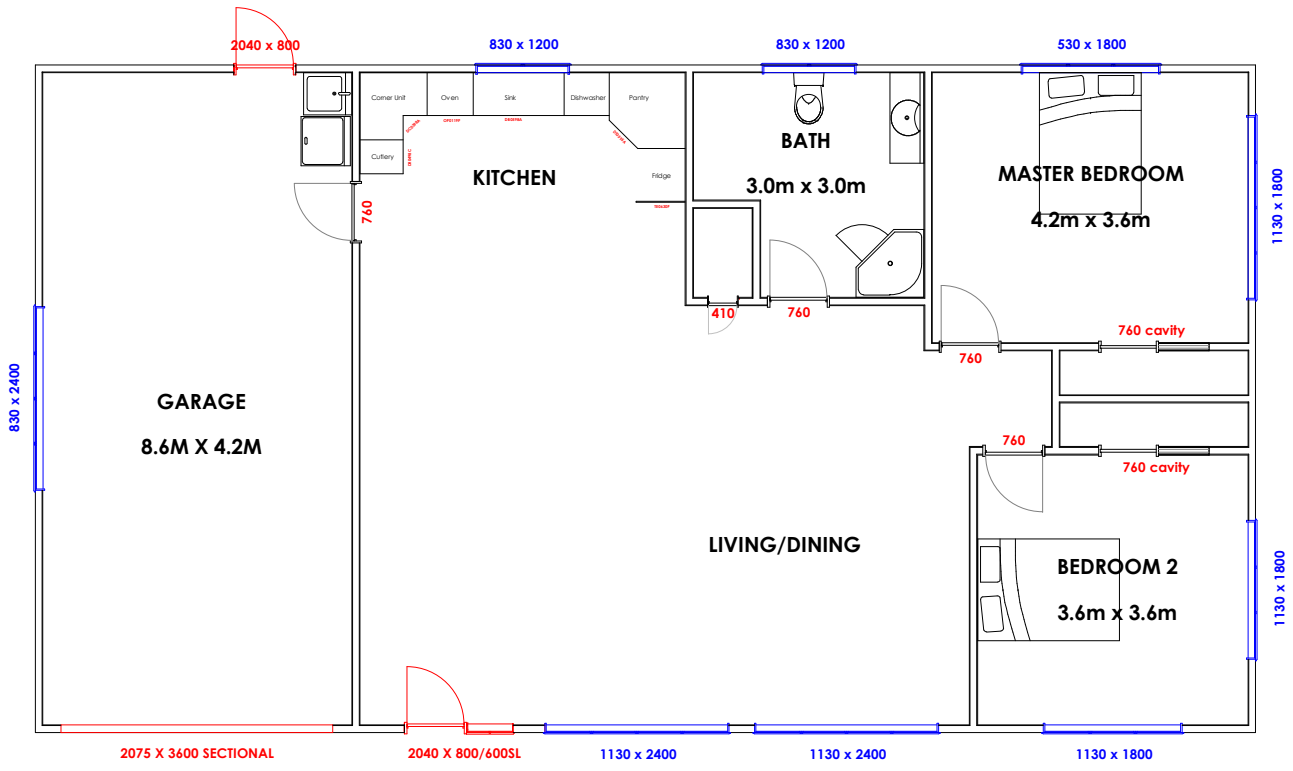 2040 x 800
830 x 1200
830 x 1200
530 x 1800
Corner Unit
Oven
Sink
Dishwasher
Pantry
Cutlery
Fridge
KITCHEN
760
BATH
3.0m x 3.0m
MASTER BEDROOM
4.2m x 3.6m
1130 x 1800
410
760
760
760 cavity
830 x 2400
GARAGE
8.6M X 4.2M
760
760 cavity
LIVING/DINING
BEDROOM 2
3.6m x 3.6m
1130 x 1800
2075 X 3600 SECTIONAL
2040 X 800/600SL
1130 x 2400
1130 x 2400
1130 x 1800